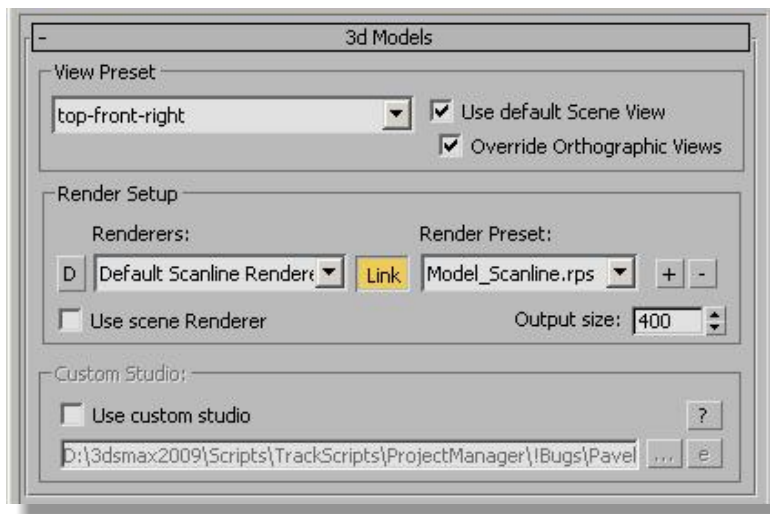 - 3d Models
View Preset
top-front-right
Use default Scene View
Override Orthographic Views
Render Setup
Renderers: Render Preset:
D Default Scanline Rendere Link Model_Scanline.rps + -
Use scene Renderer Output size: 400
Custom Studio:
Use custom studio ?
D:\3dsmax2009\Scripts\TrackScripts\ProjectManager\!Bugs\Pavel ... e